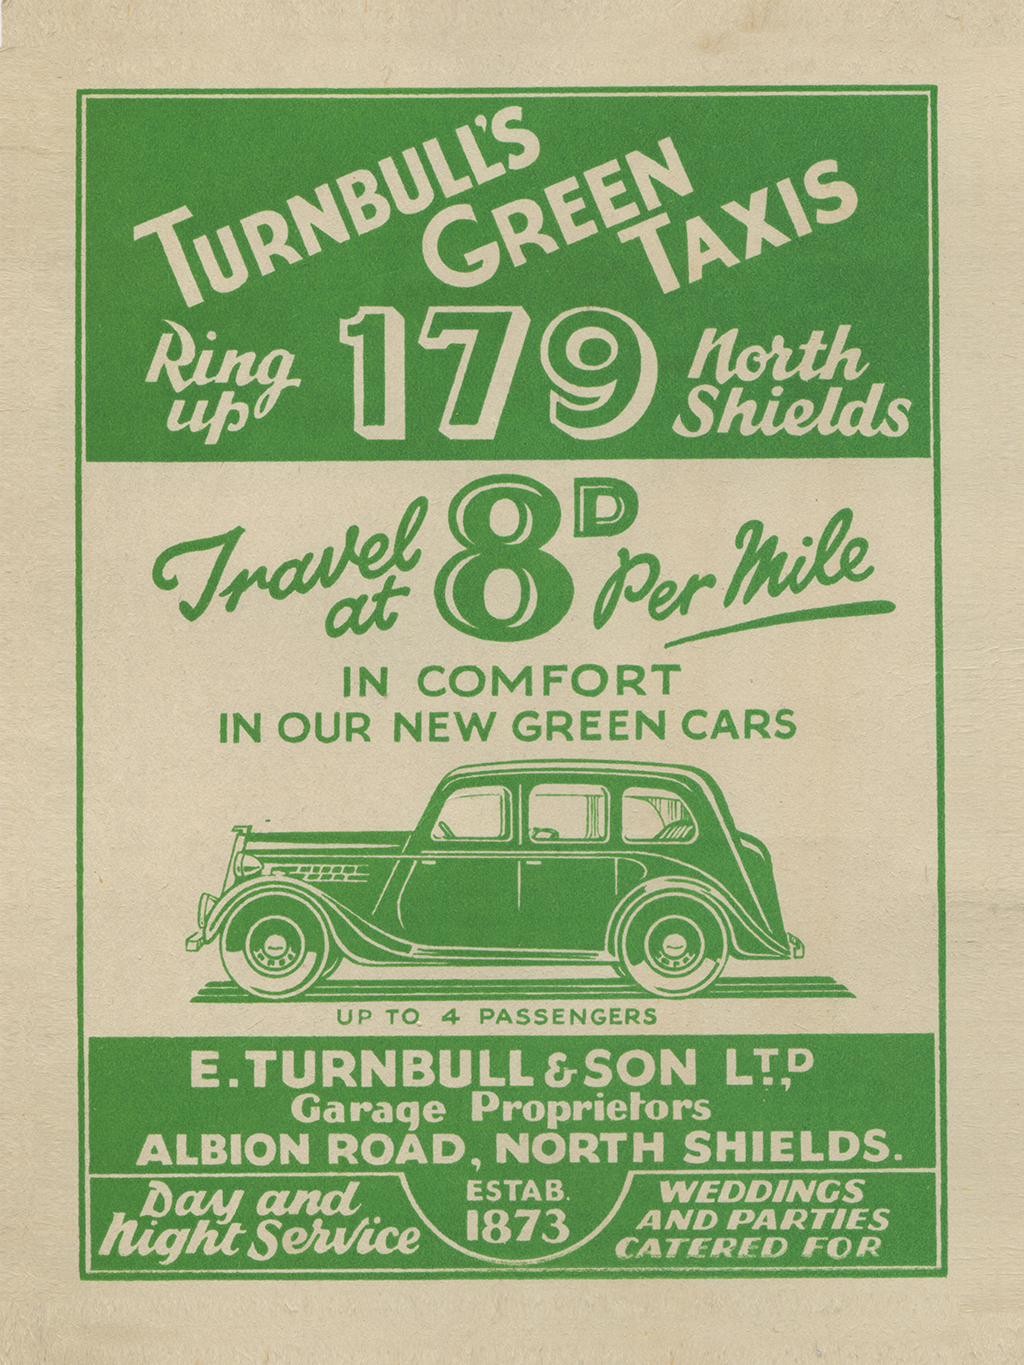 TURNBULL'S
GREEN
TAXIS
Ring up 179 North Shields
Travel at 8D Per Mile
IN COMFORT
IN OUR NEW GREEN CARS
UP TO 4 PASSENGERS
E. TURNBULL & SON LTD,
Garage Proprietors
ALBION ROAD, NORTH SHIELDS.
Day and
Night Service
ESTAB.
1873
WEDDINGS
AND PARTIES
CATERED FOR